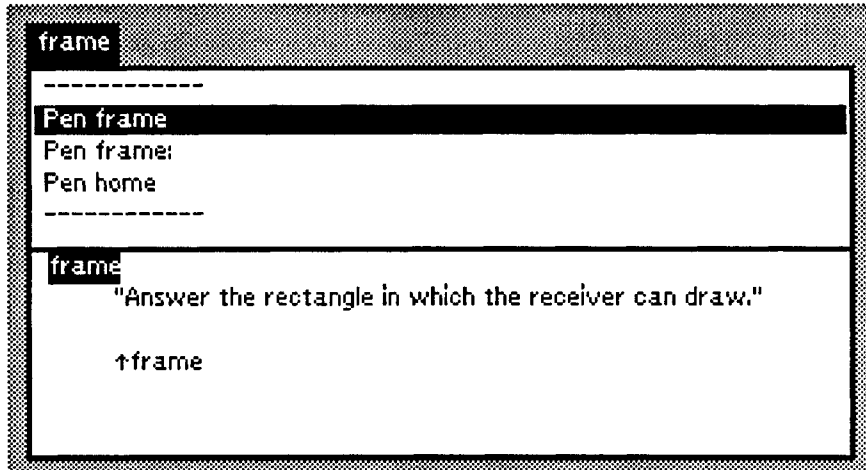 frame
------------
Pen frame
Pen frame:
Pen home
------------
frame
"Answer the rectangle in which the receiver can draw."
↑frame